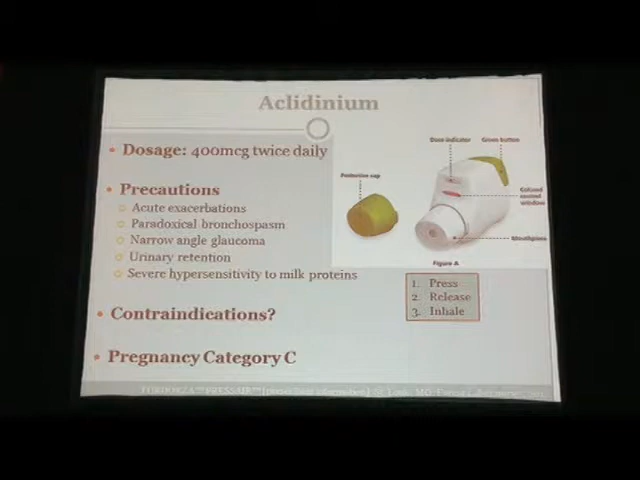 Aclidinium
Dosage: 400mcg twice daily
Precautions
Acute exacerbations
Paradoxical bronchospasm
Narrow angle glaucoma
Urinary retention
Severe hypersensitivity to milk proteins
Contraindications?
Pregnancy Category C
Dose indicator
Green button
Protective cap
Colored
control
window
Mouthpiece
Figure A
1. Press
2. Release
3. Inhale